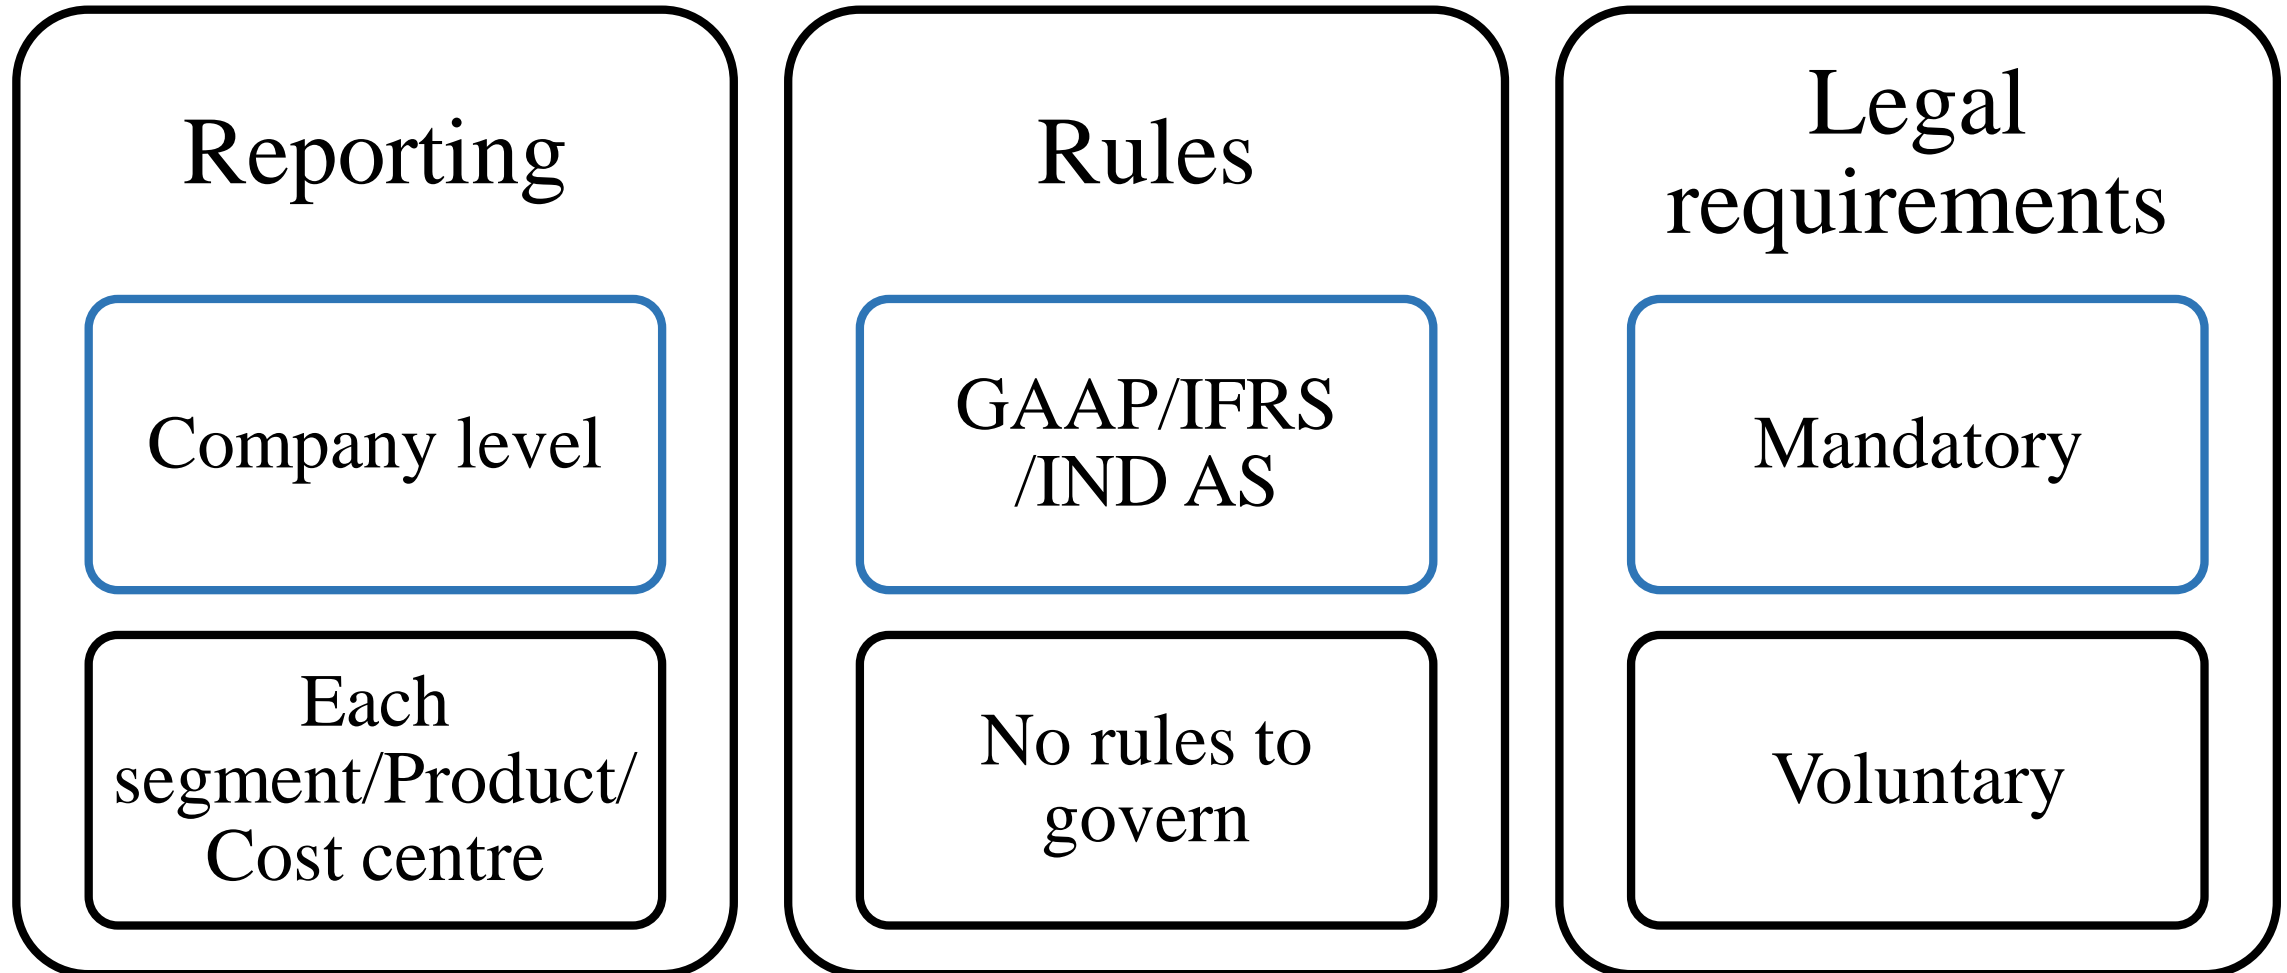 Reporting
Company level
Each
segment/Product/
Cost centre
Rules
GAAP/IFRS
/IND AS
No rules to
govern
Legal
requirements
Mandatory
Voluntary